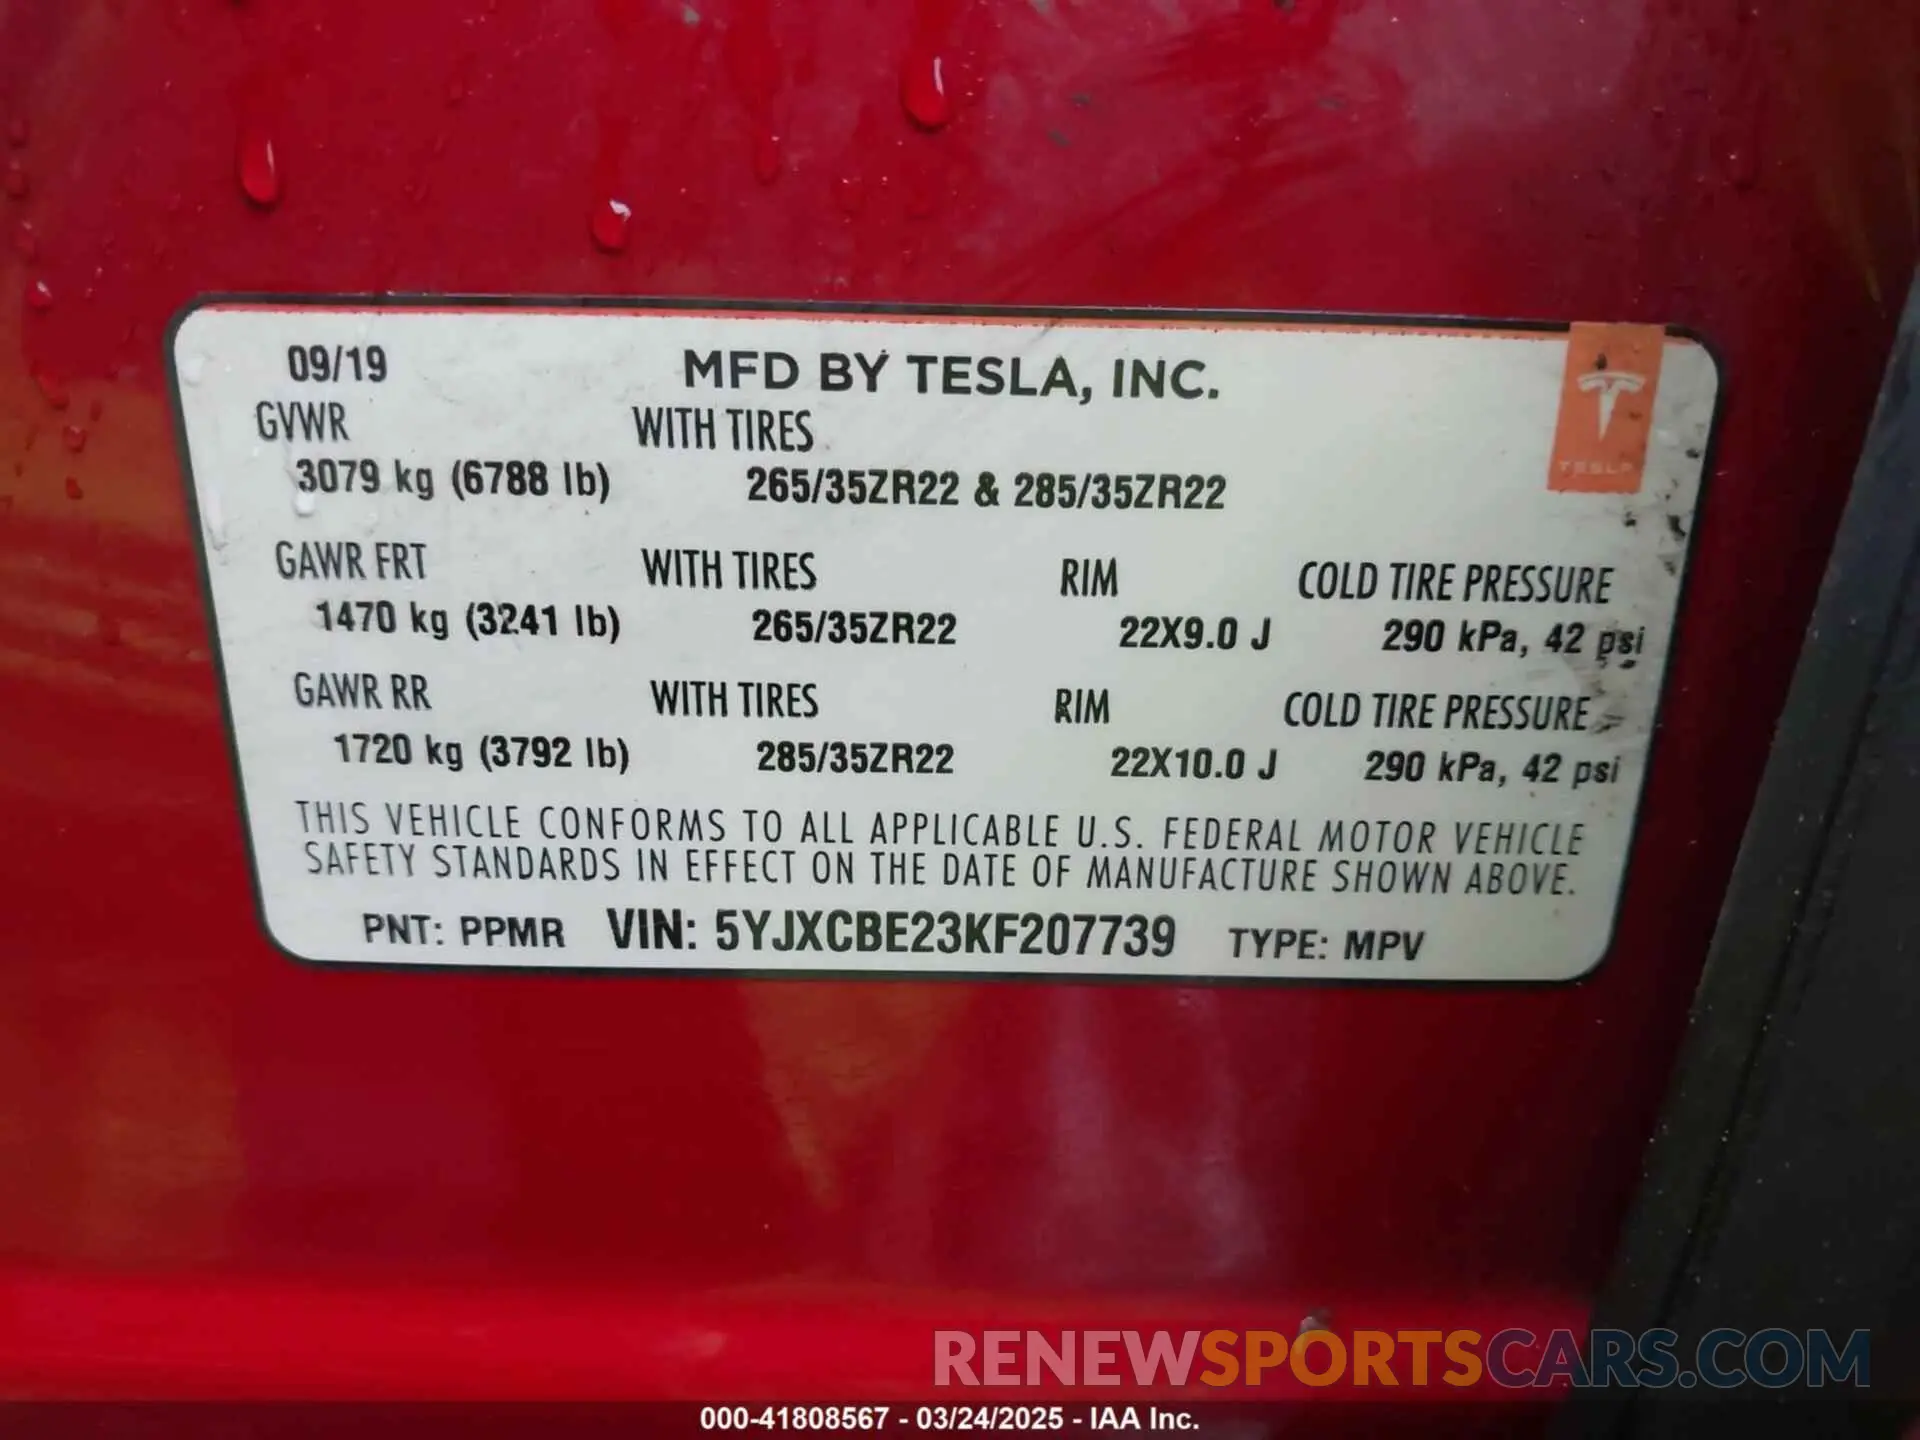 09/19 MFD BY TESLA, INC.
GVWR WITH TIRES
3079 kg (6788 lb) 265/35ZR22 & 285/35ZR22
TESLA
GAWR FRT WITH TIRES RIM COLD TIRE PRESSURE
1470 kg (3241 lb) 265/35ZR22 22X9.0 J 290 kPa, 42 psi
GAWR RR WITH TIRES RIM COLD TIRE PRESSURE
1720 kg (3792 lb) 285/35ZR22 22X10.0 J 290 kPa, 42 psi
THIS VEHICLE CONFORMS TO ALL APPLICABLE U.S. FEDERAL MOTOR VEHICLE
SAFETY STANDARDS IN EFFECT ON THE DATE OF MANUFACTURE SHOWN ABOVE.
PNT: PPMR VIN: 5YJXCBE23KF207739 TYPE: MPV
RENEWSPORTSCARS.COM
000-41808567 - 03/24/2025 - IAA Inc.